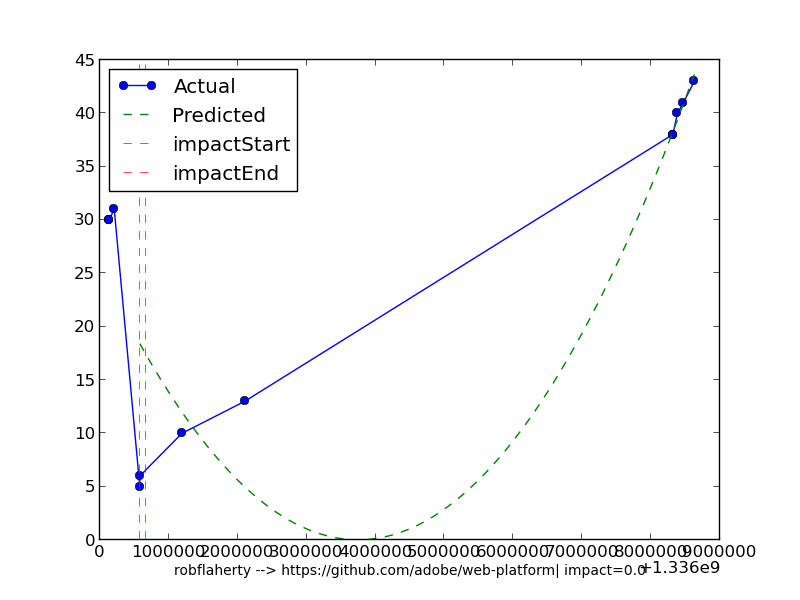 45
40
35
30
25
20
15
10
5
0
Actual
Predicted
impactStart
impactEnd
0 1000000 2000000 3000000 4000000 5000000 6000000 7000000 8000000 9000000
robflaherty --> https://github.com/adobe/web-platform| impact=0.0
+1.336e9